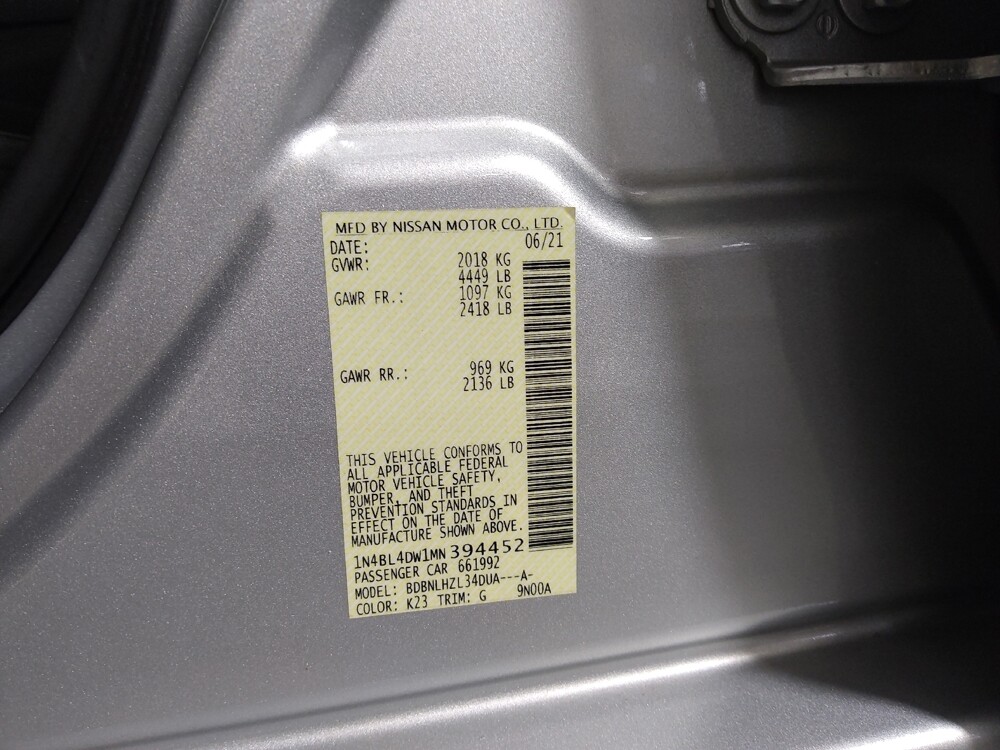 MFD BY NISSAN MOTOR CO., LTD.
DATE: 06/21
GVWR: 2018 KG
4449 LB
GAWR FR.: 1097 KG
2418 LB
GAWR RR.: 969 KG
2136 LB
THIS VEHICLE CONFORMS TO
ALL APPLICABLE FEDERAL
MOTOR VEHICLE SAFETY,
BUMPER, AND THEFT
PREVENTION STANDARDS IN
EFFECT ON THE DATE OF
MANUFACTURE SHOWN ABOVE.
1N4BL4DW1MN394452
PASSENGER CAR 661992
MODEL: BDBNLHZL34DUA---A-
COLOR: K23 TRIM: G 9N00A